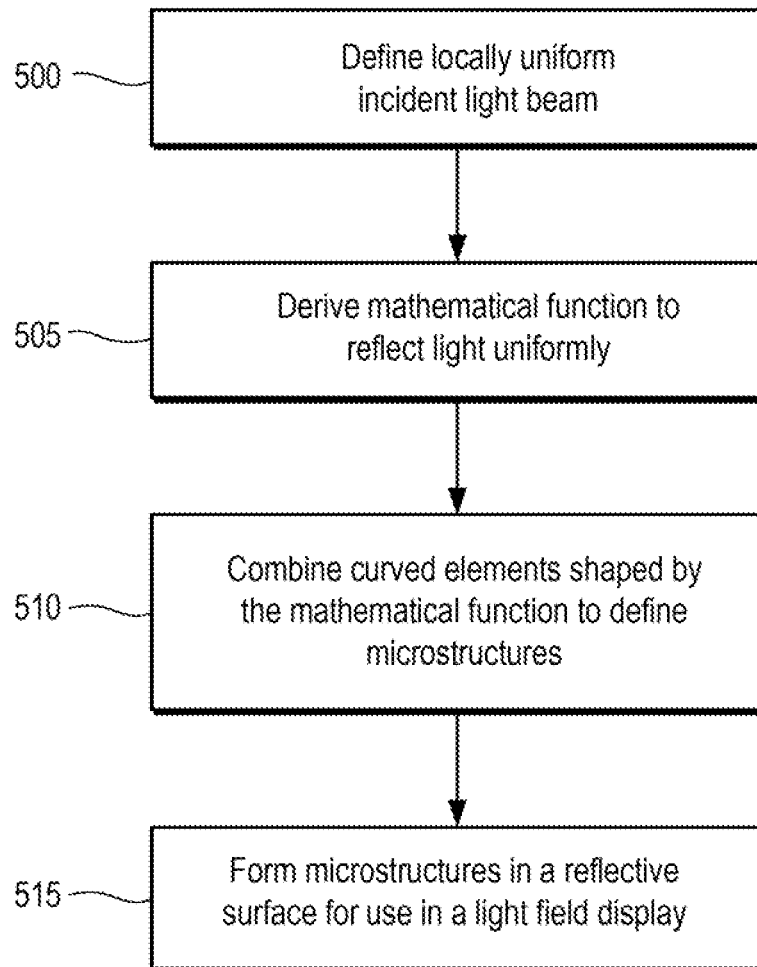 500
Define locally uniform
incident light beam
505
Derive mathematical function to
reflect light uniformly
510
Combine curved elements shaped by
the mathematical function to define
microstructures
515
Form microstructures in a reflective
surface for use in a light field display